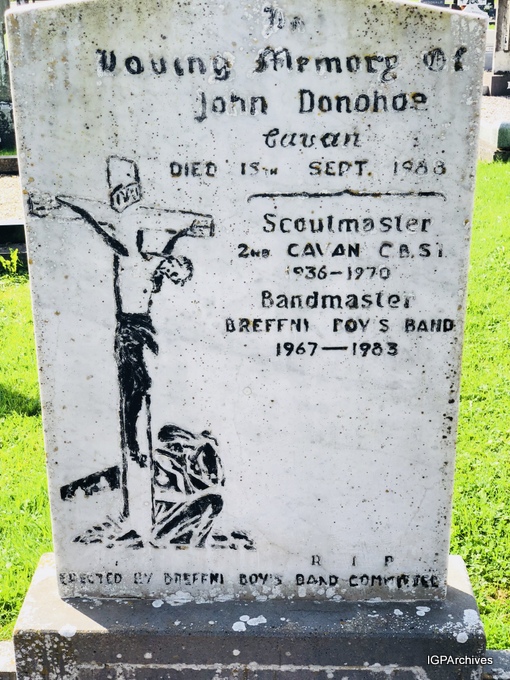 In
Loving Memory Of
John Donohoe
Cavan
DIED 15TH SEPT. 1988
Scoutmaster
2ND CAVAN C.B.S.I.
1936-1970
Bandmaster
BREFFNI BOY'S BAND
1967—1983
R I P
ERECTED BY BREFFNI BOY'S BAND COMMITTEE
IGPArchives